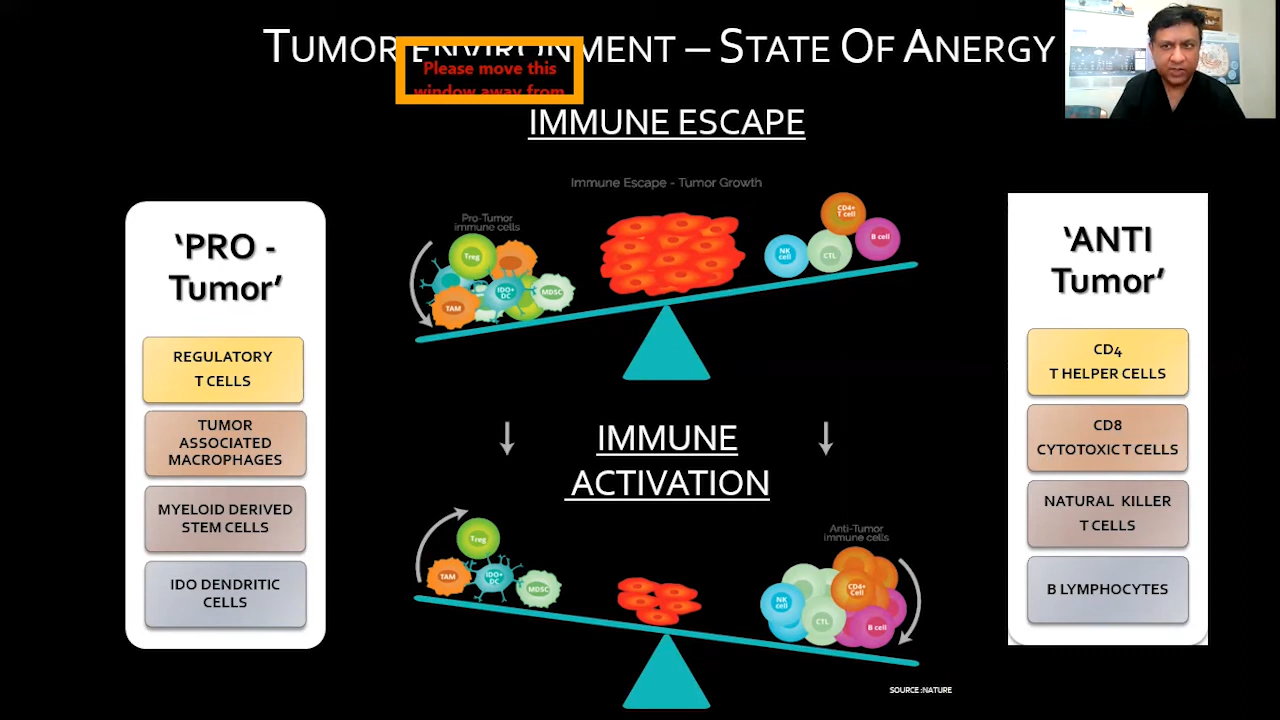 TUMOR ENVIRONMENT – STATE OF ANERGY
Please move this
window away from
IMMUNE ESCAPE
Immune Escape - Tumor Growth
'PRO -
Tumor'
REGULATORY
T CELLS
TUMOR
ASSOCIATED
MACROPHAGES
MYELOID DERIVED
STEM CELLS
IDO DENDRITIC
CELLS
Pro-Tumor
immune cells
Treg
IDO+
DC
MDSC
TAM
CD4+
T cell
B cell
NK
cell
CTL
'ANTI
Tumor'
CD4
T HELPER CELLS
CD8
CYTOTOXIC T CELLS
NATURAL KILLER
T CELLS
B LYMPHOCYTES
IMMUNE
ACTIVATION
Treg
TAM
IDO+
DC
MDSC
Anti-Tumor
immune cells
NK
cell
CD4+
Cell
CTL
B cell
SOURCE :NATURE